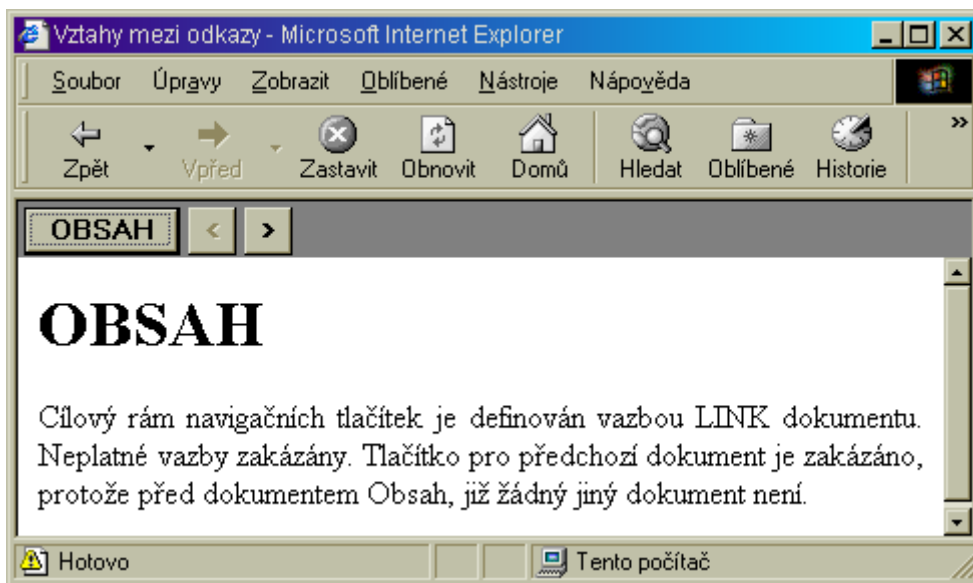 Vztahy mezi odkazy - Microsoft Internet Explorer
Soubor Úpravy Zobrazit Oblíbené Nástroje Nápověda
Zpět Vpřed Zastavit Obnovit Domů Hledat Oblíbené Historie »
OBSAH < >
OBSAH
Cílový rám navigačních tlačítek je definován vazbou LINK dokumentu.
Neplatné vazby zakázány. Tlačítko pro předchozí dokument je zakázáno,
protože před dokumentem Obsah, již žádný jiný dokument není.
Hotovo Tento počítač